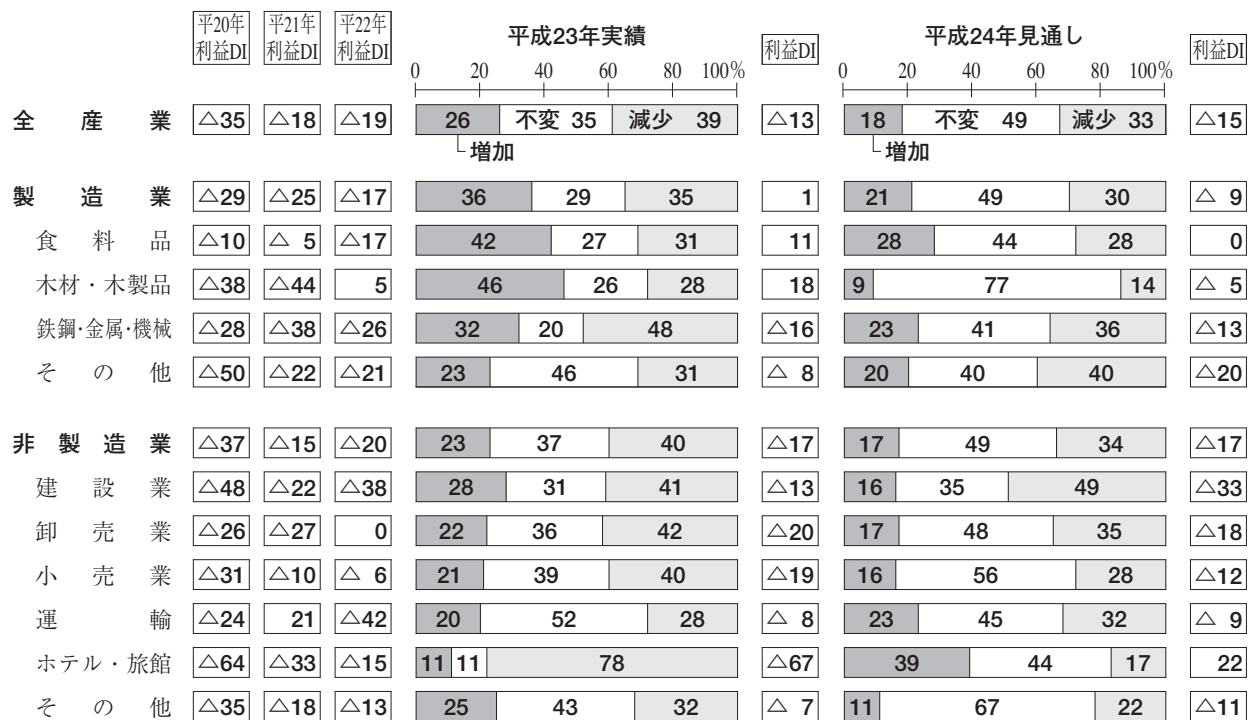 平20年 平21年 平22年
利益DI 利益DI 利益DI 平成23年実績 利益DI 平成24年見通し 利益DI
0 20 40 60 80 100% 0 20 40 60 80 100%
全産業 △35 △18 △19 26 不変 35 減少 39 △13 18 不変 49 減少 33 △15
増加 増加
製造業 △29 △25 △17 36 29 35 1 21 49 30 △ 9
食料品 △10 △ 5 △17 42 27 31 11 28 44 28 0
木材・木製品 △38 △44 5 46 26 28 18 9 77 14 △ 5
鉄鋼・金属・機械 △28 △38 △26 32 20 48 △16 23 41 36 △13
その他 △50 △22 △21 23 46 31 △ 8 20 40 40 △20
非製造業 △37 △15 △20 23 37 40 △17 17 49 34 △17
建設業 △48 △22 △38 28 31 41 △13 16 35 49 △33
卸売業 △26 △27 0 22 36 42 △20 17 48 35 △18
小売業 △31 △10 △ 6 21 39 40 △19 16 56 28 △12
運輸 △24 21 △42 20 52 28 △ 8 23 45 32 △ 9
ホテル・旅館 △64 △33 △15 11 11 78 △67 39 44 17 22
その他 △35 △18 △13 25 43 32 △ 7 11 67 22 △11